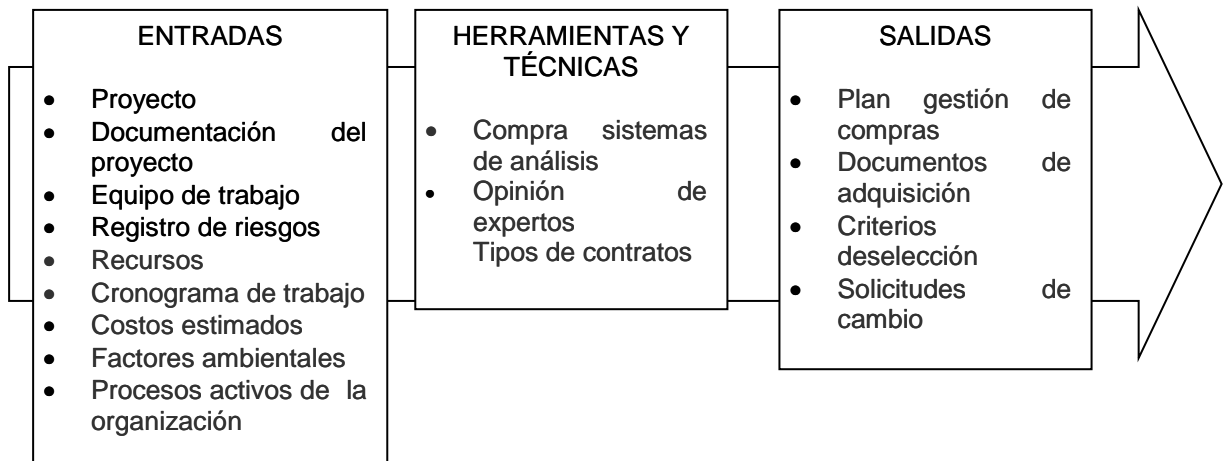 ENTRADAS
• Proyecto
• Documentación del
proyecto
• Equipo de trabajo
• Registro de riesgos
• Recursos
• Cronograma de trabajo
• Costos estimados
• Factores ambientales
• Procesos activos de la
organización
HERRAMIENTAS Y
TÉCNICAS
• Compra sistemas
de análisis
• Opinión de
expertos
Tipos de contratos
SALIDAS
• Plan gestión de
compras
• Documentos de
adquisición
• Criterios
deselección
• Solicitudes de
cambio